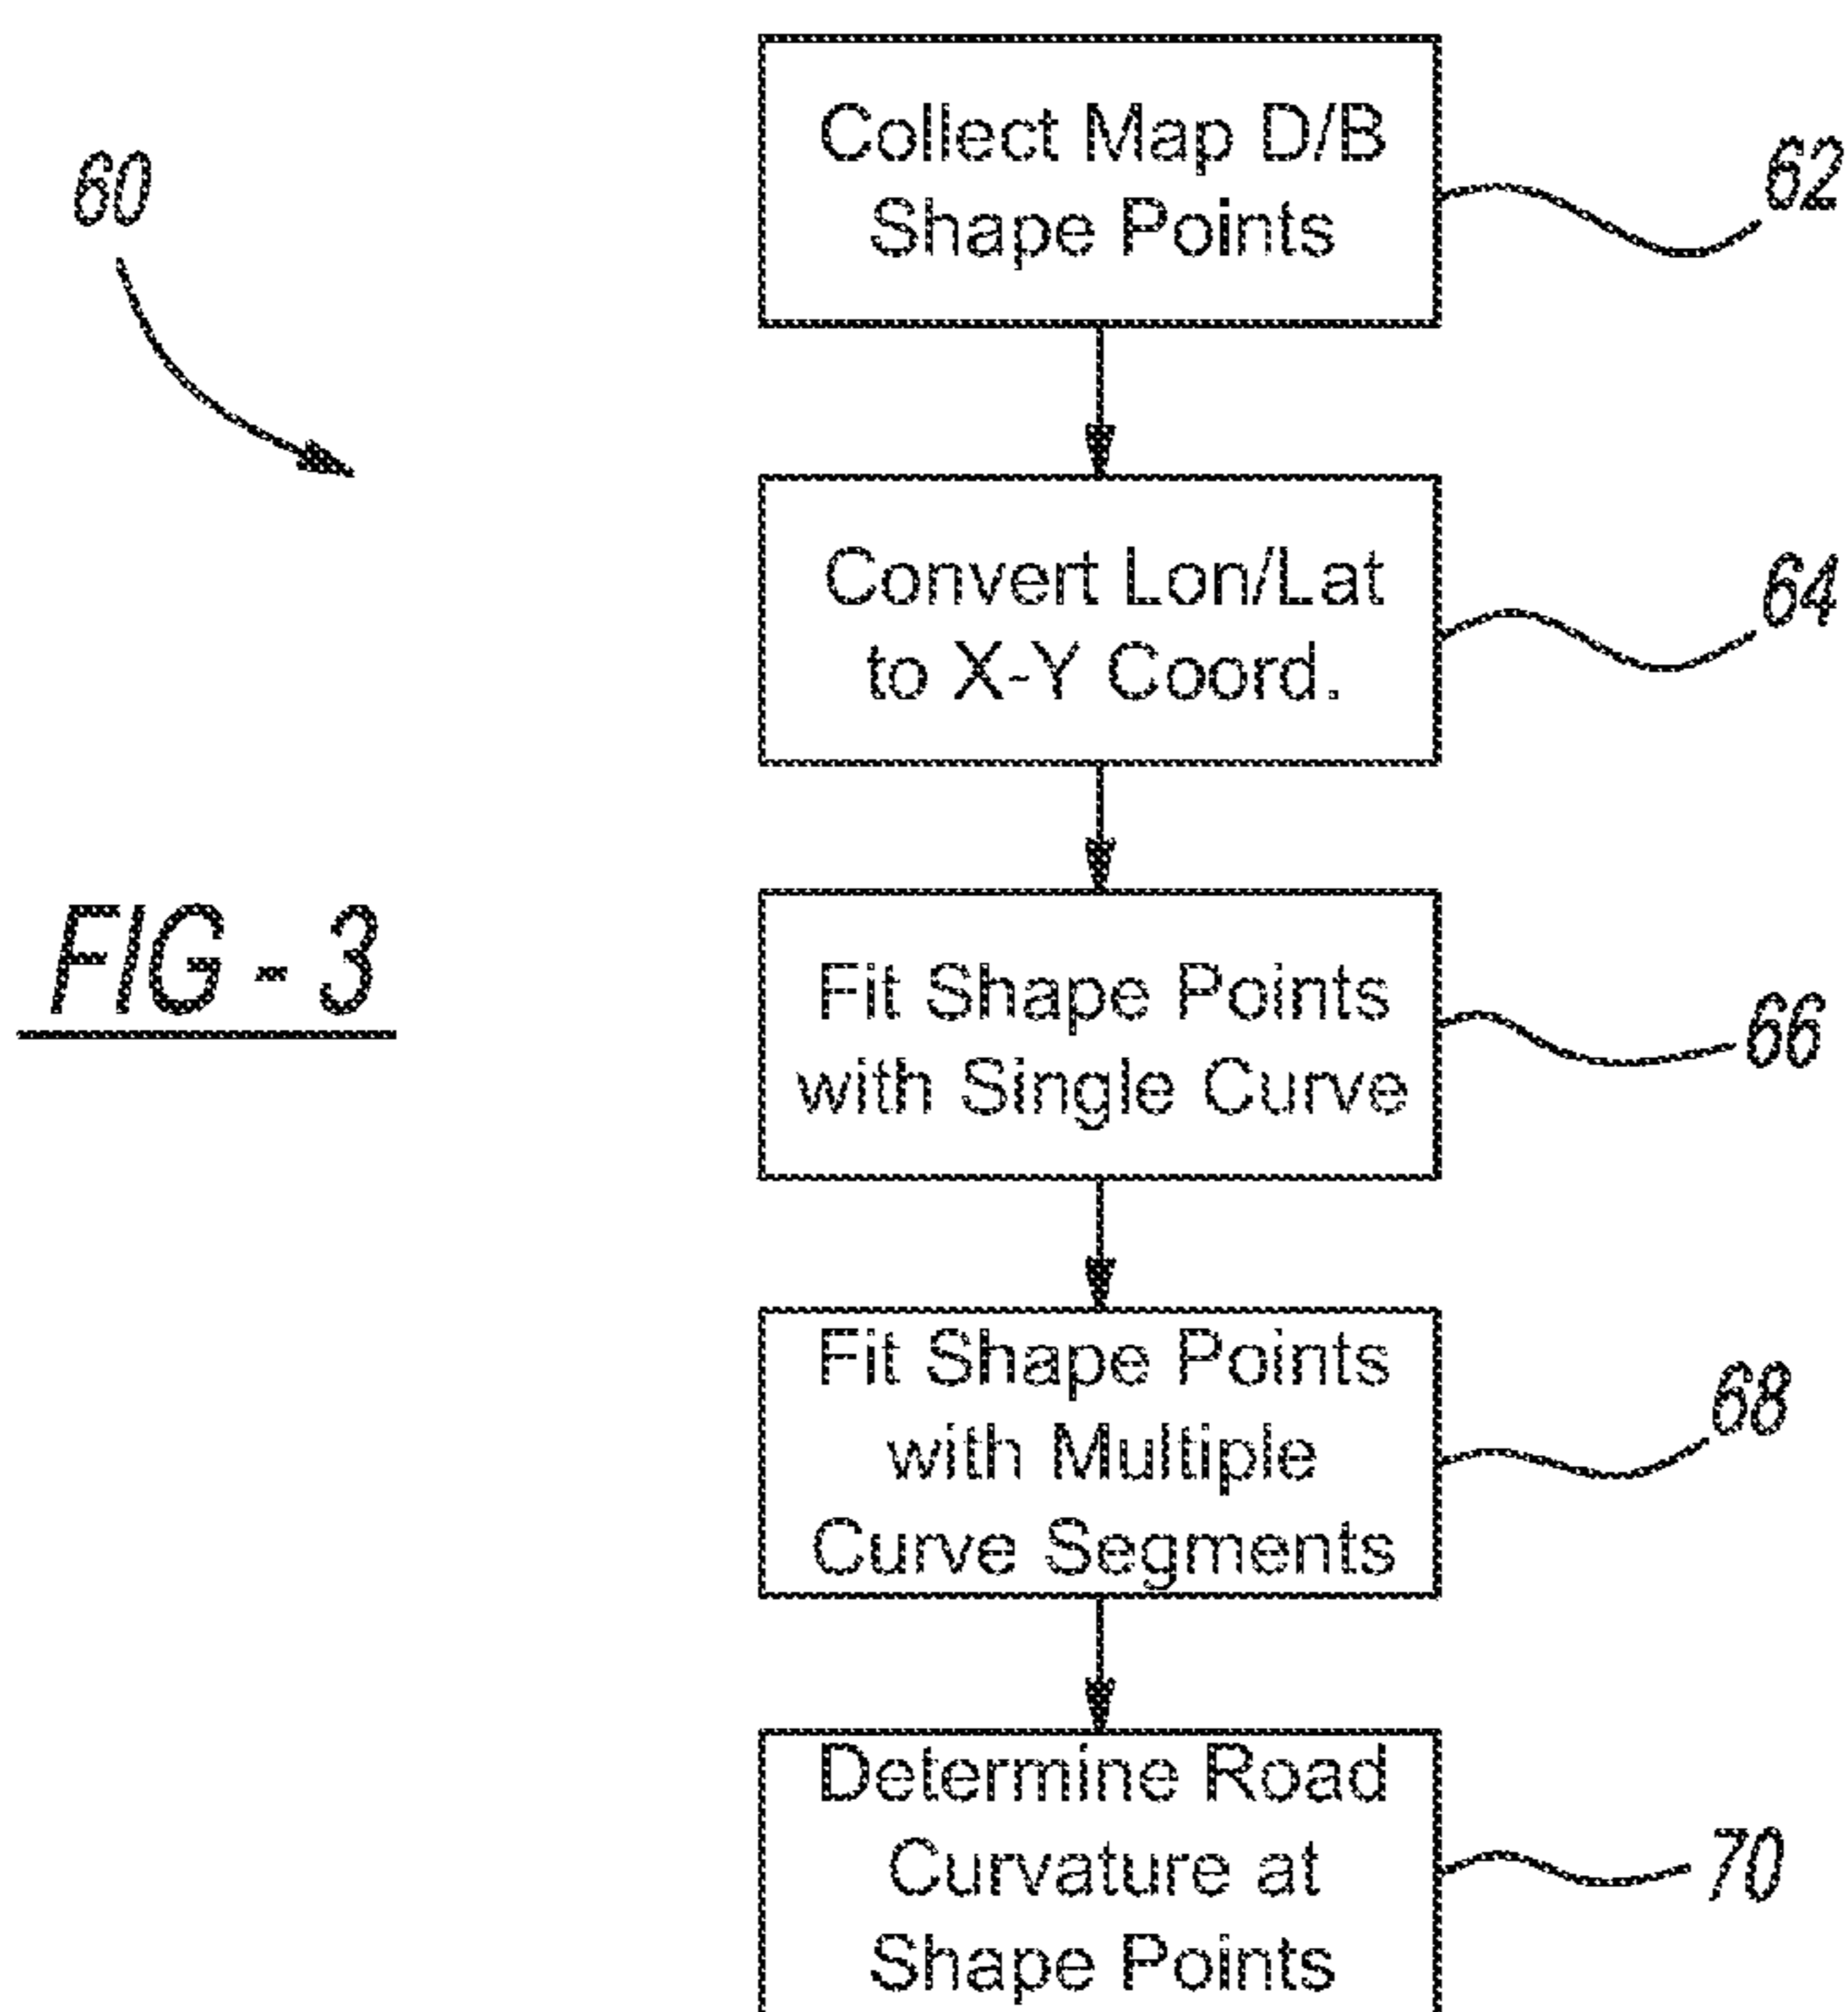 60
Collect Map D/B
Shape Points
62
Convert Lon/Lat
to X-Y Coord.
64
FIG - 3
Fit Shape Points
with Single Curve
66
Fit Shape Points
with Multiple
Curve Segments
68
Determine Road
Curvature at
Shape Points
70